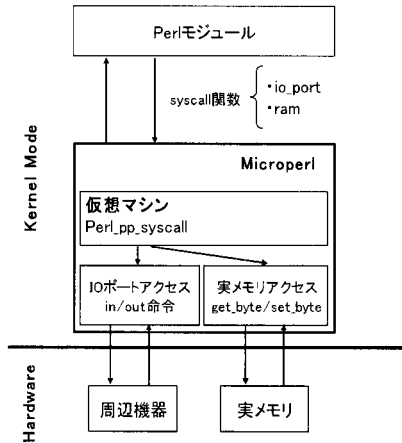 Perlモジュール
syscall関数
・io_port
・ram
Kernel Mode
Microperl
仮想マシン
Perl_pp_syscall
IOポートアクセス
in/out命令
実メモリアクセス
get_byte/set_byte
Hardware
周辺機器
実メモリ